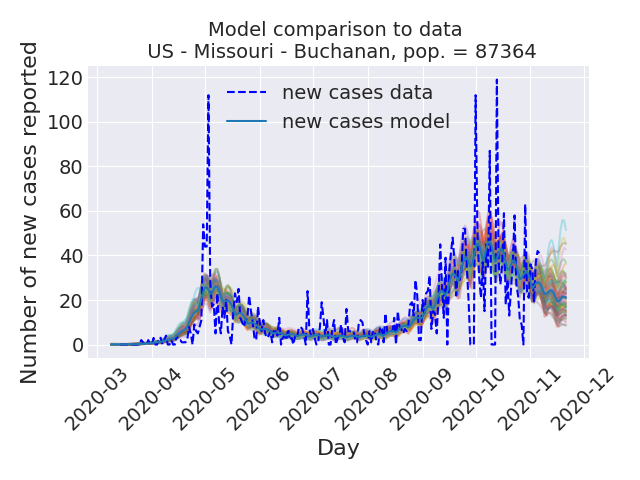 Model comparison to data
US - Missouri - Buchanan, pop. = 87364
Number of new cases reported
120
100
80
60
40
20
0
new cases data
new cases model
2020-03
2020-04
2020-05
2020-06
2020-07
2020-08
2020-09
2020-10
2020-11
2020-12
Day